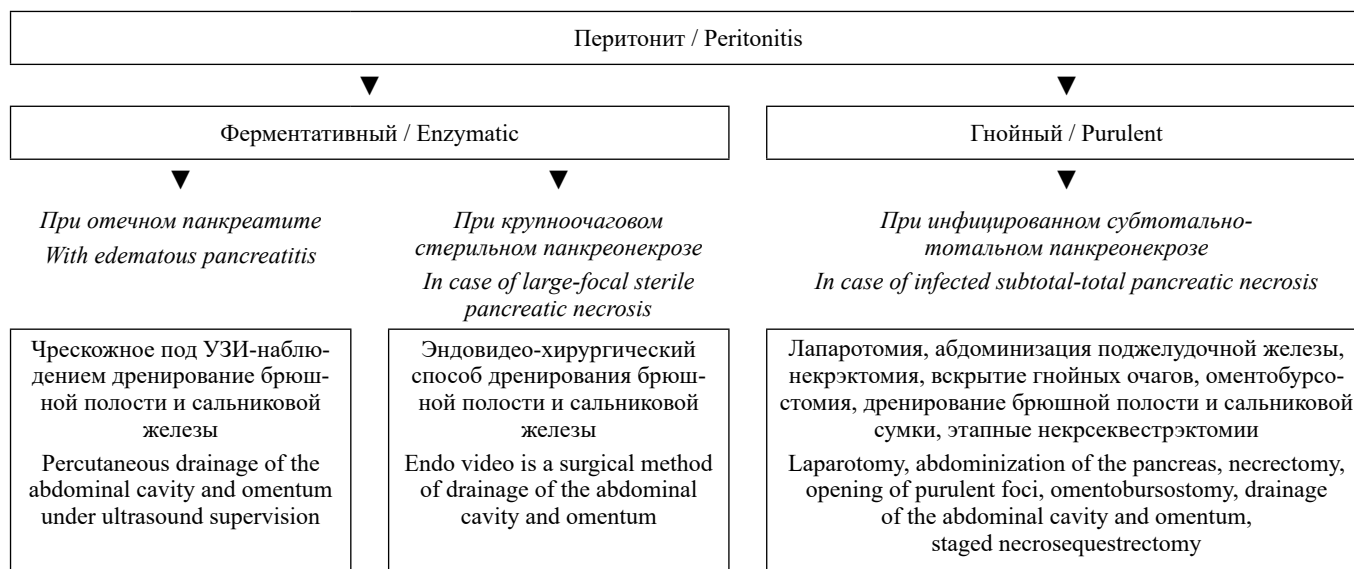 Перитонит / Peritonitis
▼
▼
Ферментативный / Enzymatic
Гнойный / Purulent
▼
▼
▼
При отечном панкреатите
With edematous pancreatitis
При крупноочаговом
стерильном панкреонекрозе
In case of large-focal sterile
pancreatic necrosis
При инфицированном субтотально-
тотальном панкреонекрозе
In case of infected subtotal-total pancreatic necrosis
Чрескожное под УЗИ-наблю-
дением дренирование брюш-
ной полости и сальниковой
железы
Percutaneous drainage of the
abdominal cavity and omentum
under ultrasound supervision
Эндовидео-хирургический
способ дренирования брюш-
ной полости и сальниковой
железы
Endo video is a surgical method
of drainage of the abdominal
cavity and omentum
Лапаротомия, абдоминизация поджелудочной железы,
некрэктомия, вскрытие гнойных очагов, оментобурсо-
стомия, дренирование брюшной полости и сальниковой
сумки, этапные некрсеквестрэктомии
Laparotomy, abdominization of the pancreas, necrectomy,
opening of purulent foci, omentobursostomy, drainage
of the abdominal cavity and omentum,
staged necrosequestrectomy